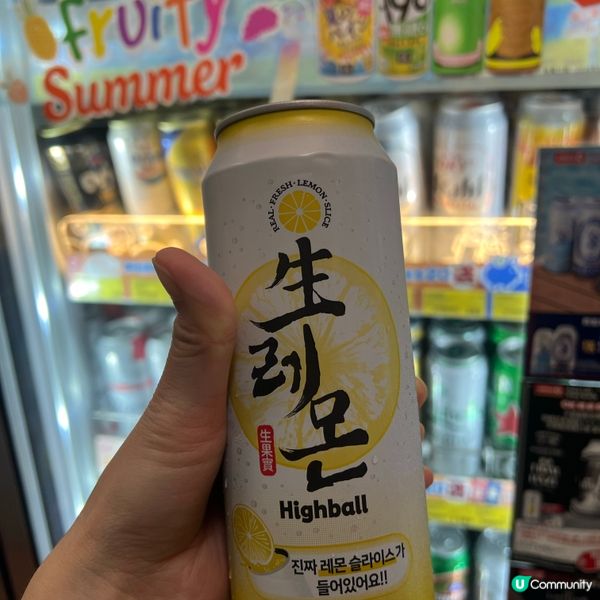 fruity
Summer
REAL·FRESH·LEMON·SLICE
生
레
몬
生果實
Highball
진짜 레몬 슬라이스가
들어있어요!!
U Community